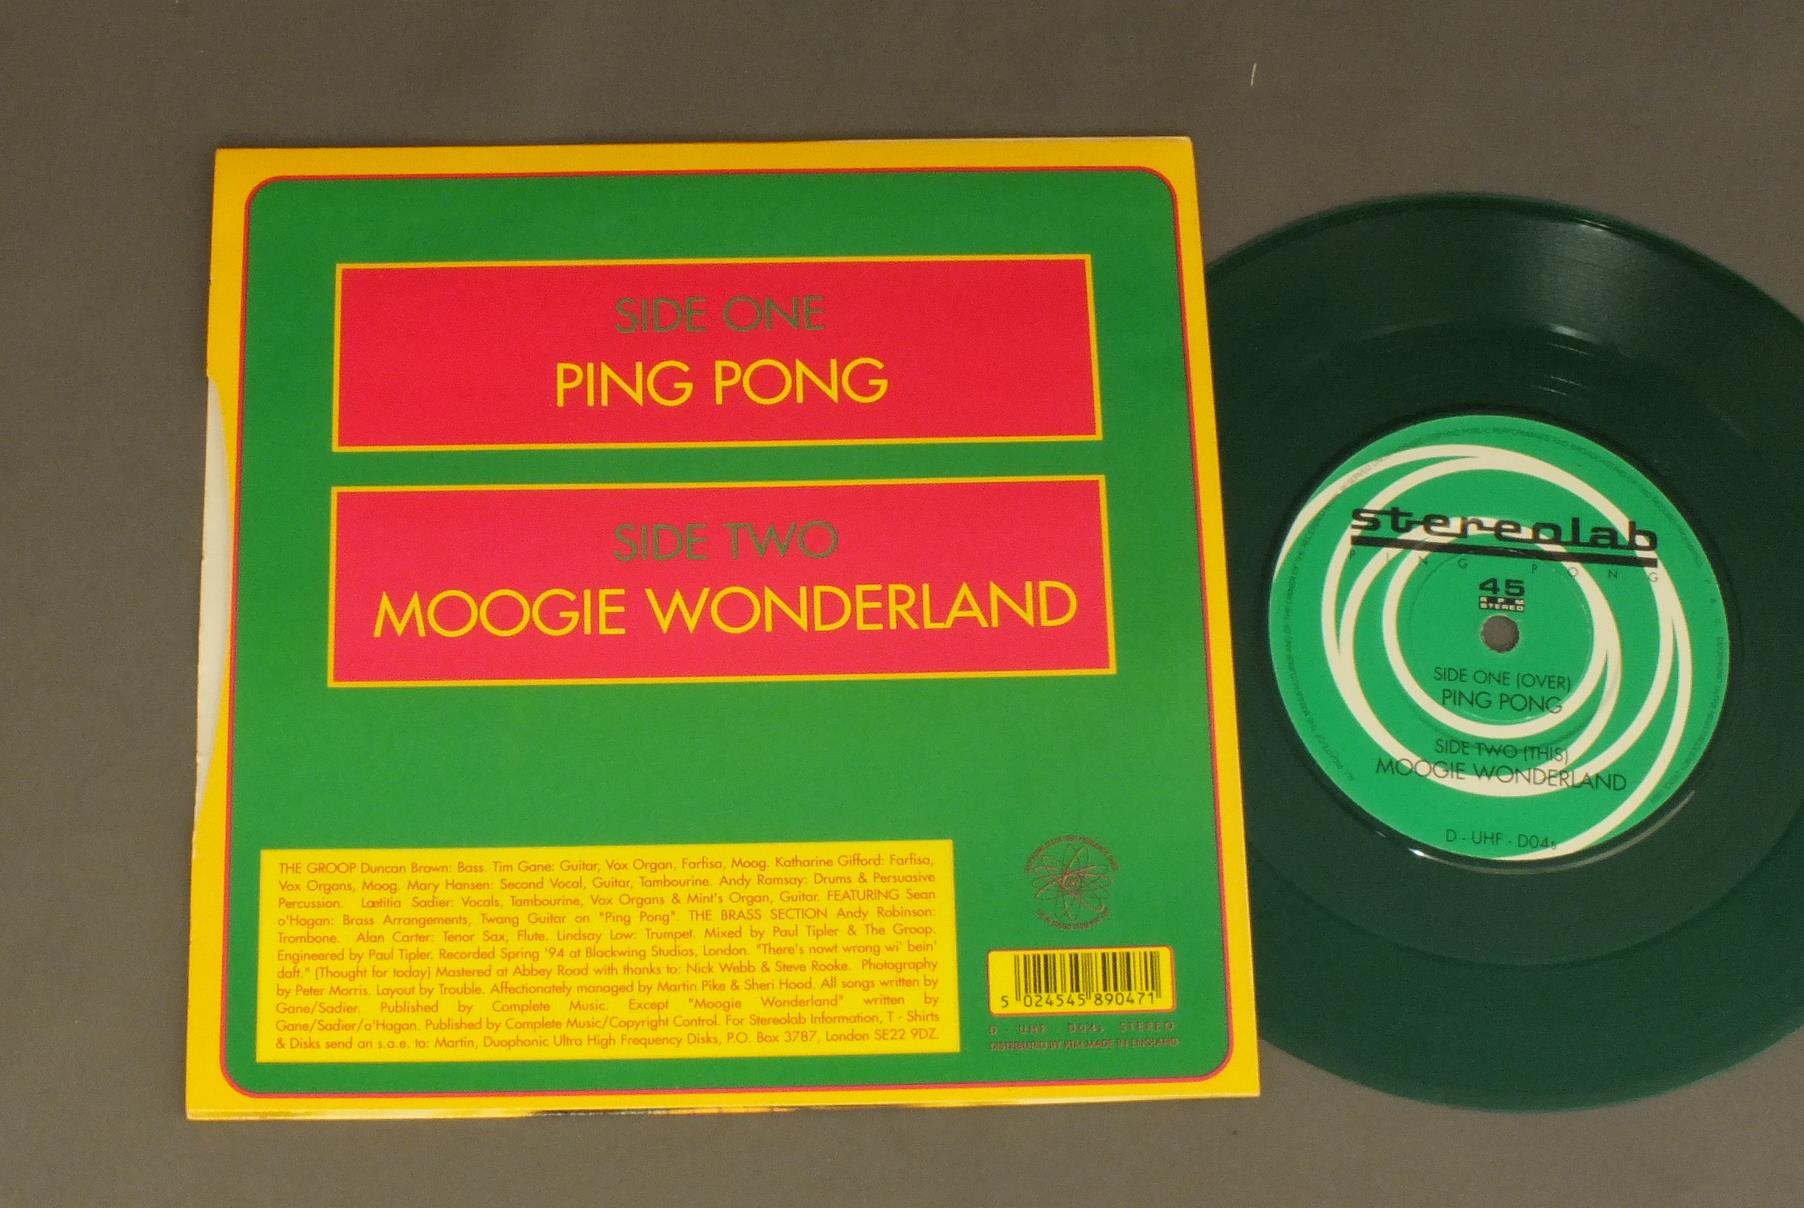 SIDE ONE
PING PONG
SIDE TWO
MOOGIE WONDERLAND
THE GROOP Duncan Brown: Bass. Tim Gane: Guitar, Vox Organ, Farfisa, Moog. Katharine Gifford: Farfisa,
Vox Organs, Moog. Mary Hansen: Second Vocal, Guitar, Tambourine. Andy Ramsay: Drums & Persuasive
Percussion. Lætitia Sadier: Vocals, Tambourine, Vox Organs & Mint's Organ, Guitar. FEATURING Sean
o'Hagan: Brass Arrangements, Twang Guitar on "Ping Pong". THE BRASS SECTION Andy Robinson:
Trombone. Alan Carter: Tenor Sax, Flute. Lindsay Low: Trumpet. Mixed by Paul Tipler & The Groop.
Engineered by Paul Tipler. Recorded Spring '94 at Blackwing Studios, London. "There's nowt wrong wi' bein'
daft." (Thought for today) Mastered at Abbey Road with thanks to: Nick Webb & Steve Rooke. Photography
by Peter Morris. Layout by Trouble. Affectionately managed by Martin Pike & Sheri Hood. All songs written by
Gane/Sadier. Published by Complete Music. Except "Moogie Wonderland" written by
Gane/Sadier/o'Hagan. Published by Complete Music/Copyright Control. For Stereolab Information, T - Shirts
& Disks send an s.a.e. to: Martin, Duophonic Ultra High Frequency Disks, P.O. Box 3787, London SE22 9DZ.
5 024545 890471
D - UHF - D04s STEREO
DISTRIBUTED BY RTM MADE IN ENGLAND
stereolab
PING PONG
45
RPM
STEREO
SIDE ONE (OVER)
PING PONG
SIDE TWO (THIS)
MOOGIE WONDERLAND
D - UHF - D04s